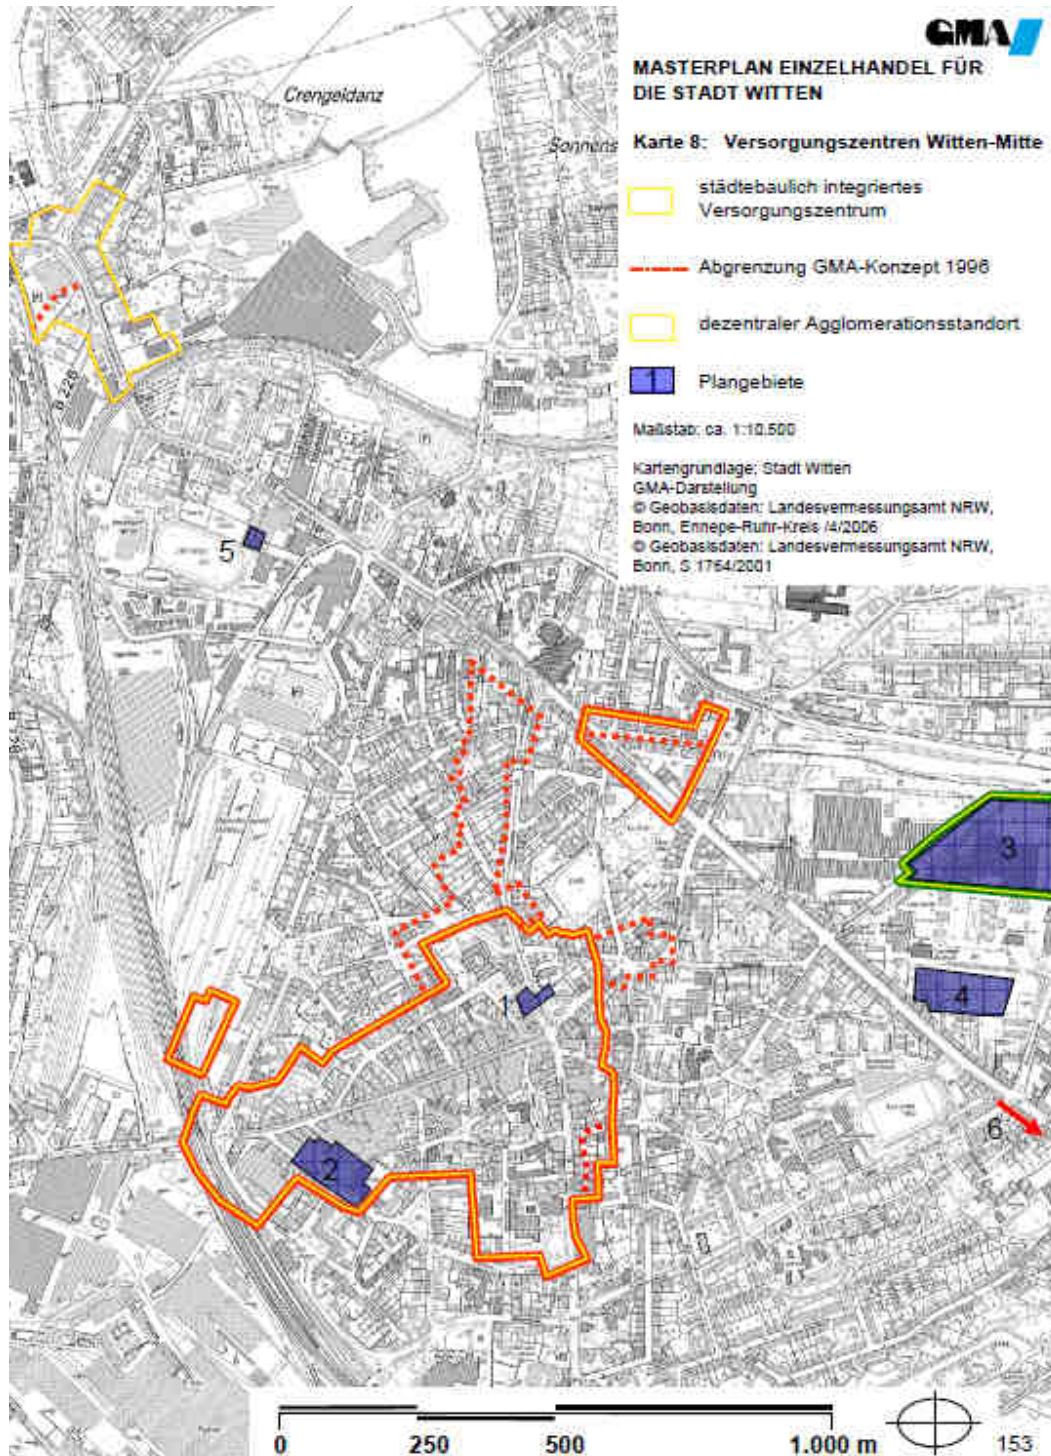 GMA
MASTERPLAN EINZELHANDEL FÜR
DIE STADT WITTEN
Karte 8: Versorgungszentren Witten-Mitte
städtebaulich integriertes
Versorgungszentrum
Abgrenzung GMA-Konzept 1996
dezentraler Agglomerationsstandort
1 Plangebiete
Maßstab: ca. 1:10.500
Kartengrundlage: Stadt Witten
GMA-Darstellung
© Geobasisdaten: Landesvermessungsamt NRW,
Bonn, Ennepe-Ruhr-Kreis /4/2006
© Geobasisdaten: Landesvermessungsamt NRW,
Bonn, S 1764/2001
Crengeldanz
Sonnens
B 226
5
3
4
1
6
2
0 250 500 1.000 m
153